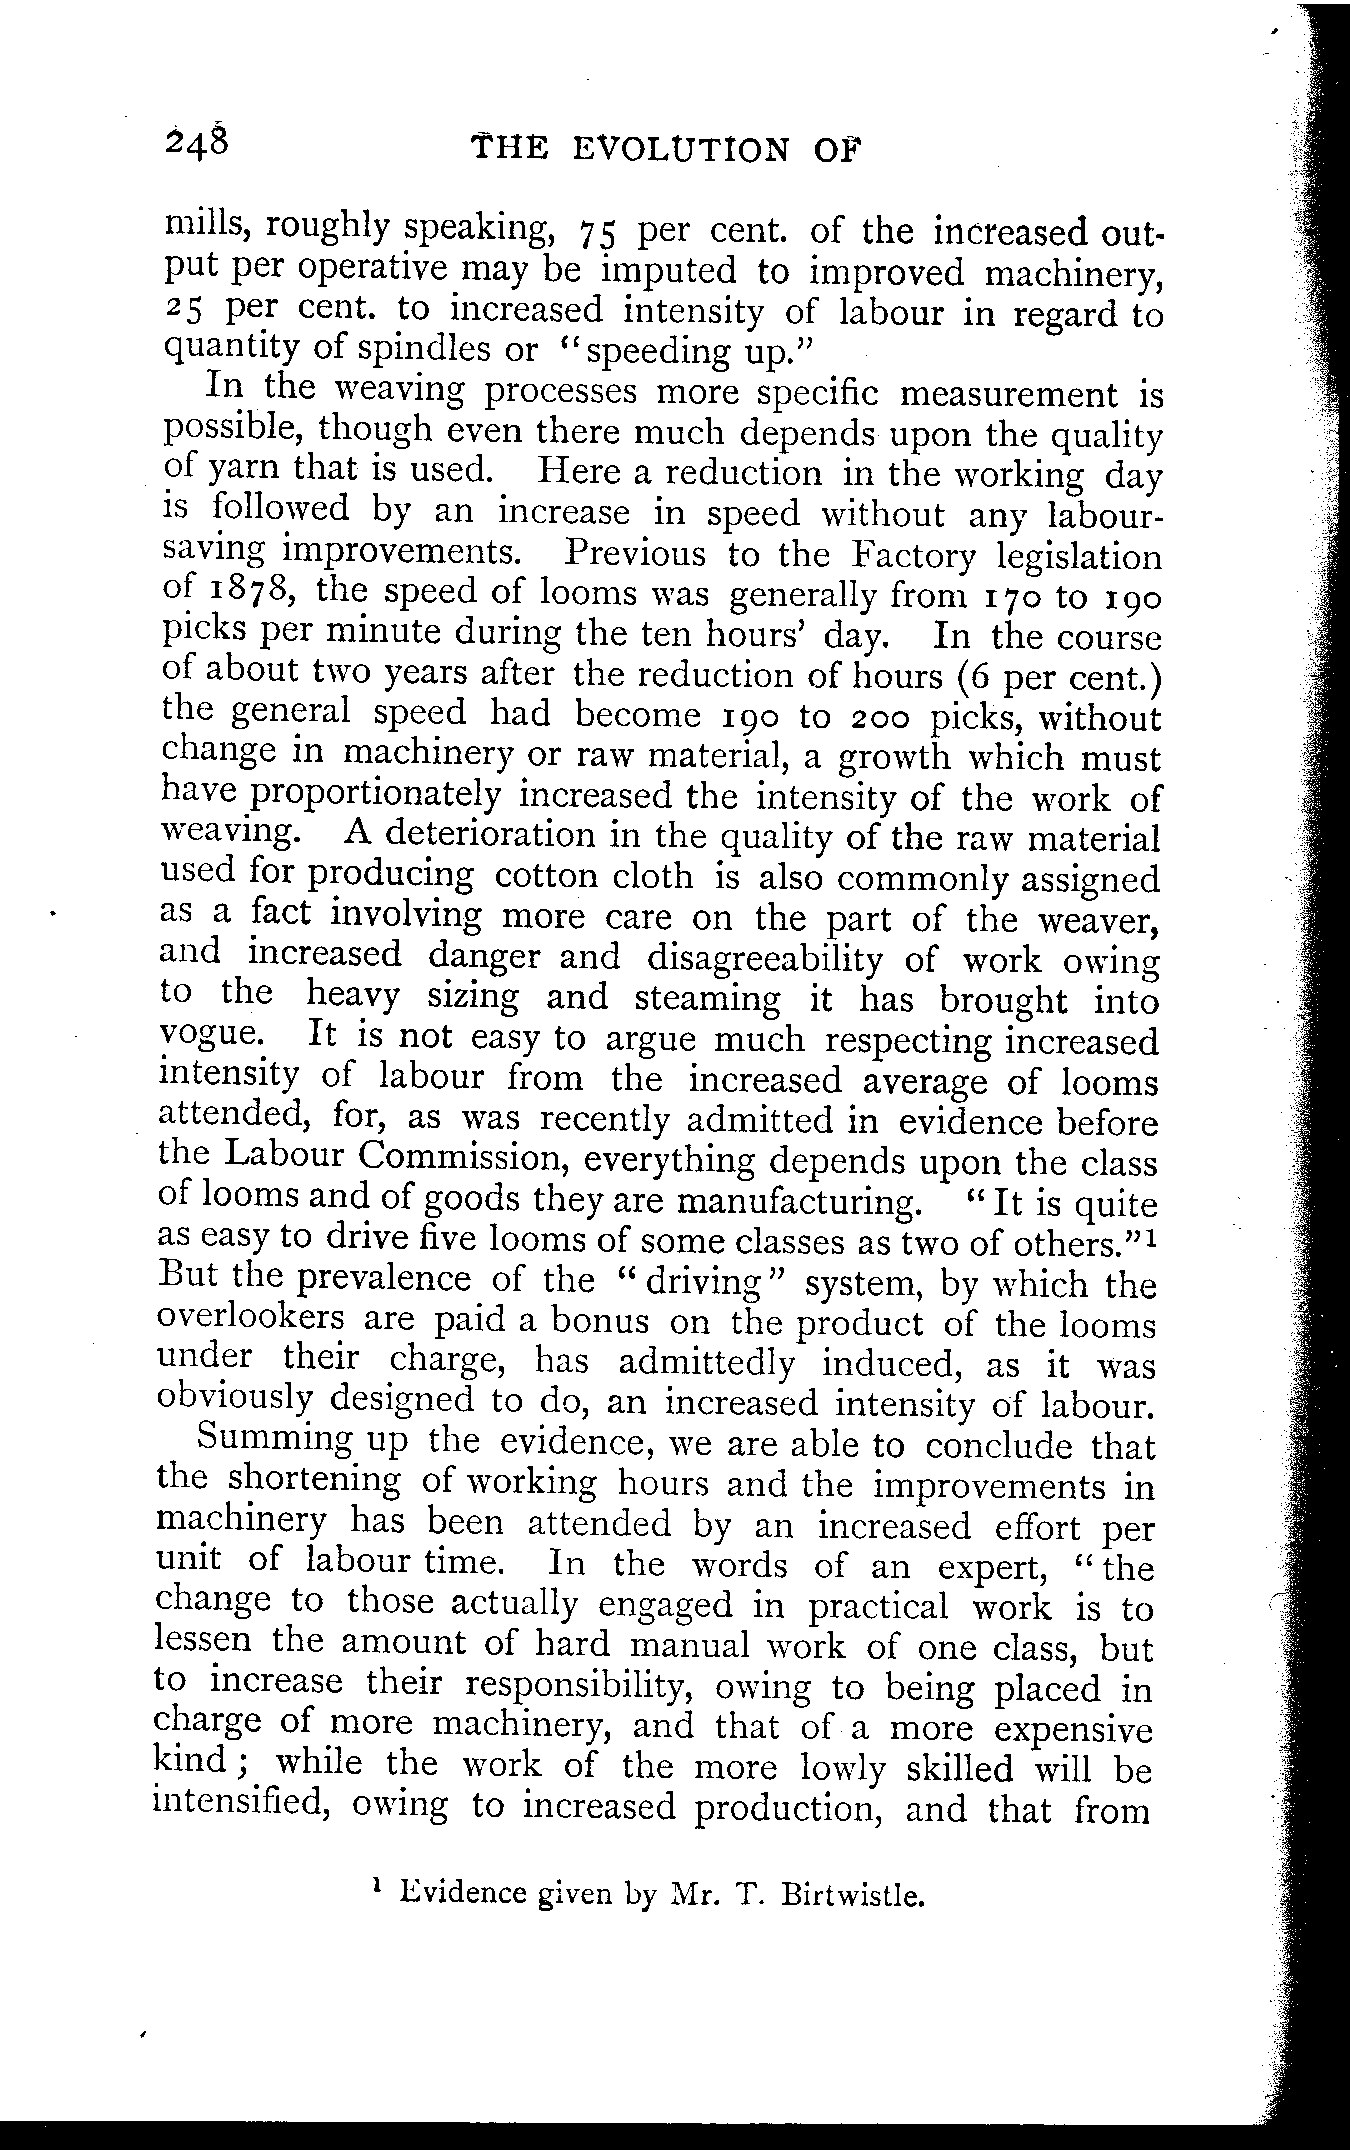 248 THE EVOLUTION OF
mills, roughly speaking, 75 per cent. of the increased out-
put per operative may be imputed to improved machinery,
25 per cent. to increased intensity of labour in regard to
quantity of spindles or "speeding up."
In the weaving processes more specific measurement is
possible, though even there much depends upon the quality
of yarn that is used. Here a reduction in the working day
is followed by an increase in speed without any labour-
saving improvements. Previous to the Factory legislation
of 1878, the speed of looms was generally from 170 to 190
picks per minute during the ten hours' day. In the course
of about two years after the reduction of hours (6 per cent.)
the general speed had become 190 to 200 picks, without
change in machinery or raw material, a growth which must
have proportionately increased the intensity of the work of
weaving. A deterioration in the quality of the raw material
used for producing cotton cloth is also commonly assigned
as a fact involving more care on the part of the weaver,
and increased danger and disagreeability of work owing
to the heavy sizing and steaming it has brought into
vogue. It is not easy to argue much respecting increased
intensity of labour from the increased average of looms
attended, for, as was recently admitted in evidence before
the Labour Commission, everything depends upon the class
of looms and of goods they are manufacturing. "It is quite
as easy to drive five looms of some classes as two of others."¹
But the prevalence of the "driving" system, by which the
overlookers are paid a bonus on the product of the looms
under their charge, has admittedly induced, as it was
obviously designed to do, an increased intensity of labour.
Summing up the evidence, we are able to conclude that
the shortening of working hours and the improvements in
machinery has been attended by an increased effort per
unit of labour time. In the words of an expert, "the
change to those actually engaged in practical work is to
lessen the amount of hard manual work of one class, but
to increase their responsibility, owing to being placed in
charge of more machinery, and that of a more expensive
kind; while the work of the more lowly skilled will be
intensified, owing to increased production, and that from
¹ Evidence given by Mr. T. Birtwistle.